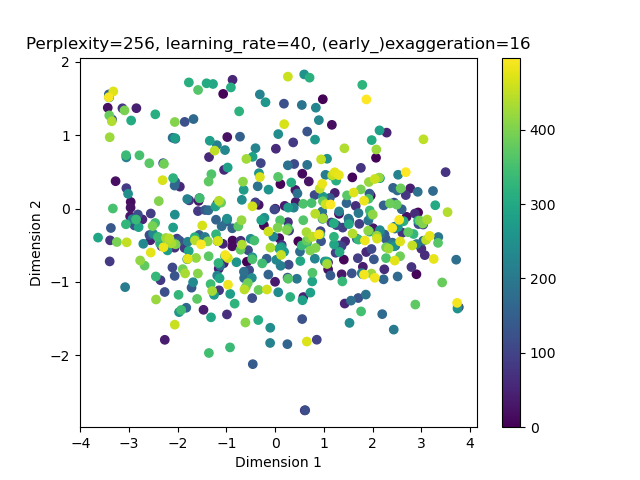 Perplexity=256, learning_rate=40, (early_)exaggeration=16
2
1
0
−1
−2
Dimension 2
−4 −3 −2 −1 0 1 2 3 4
Dimension 1
400
300
200
100
0